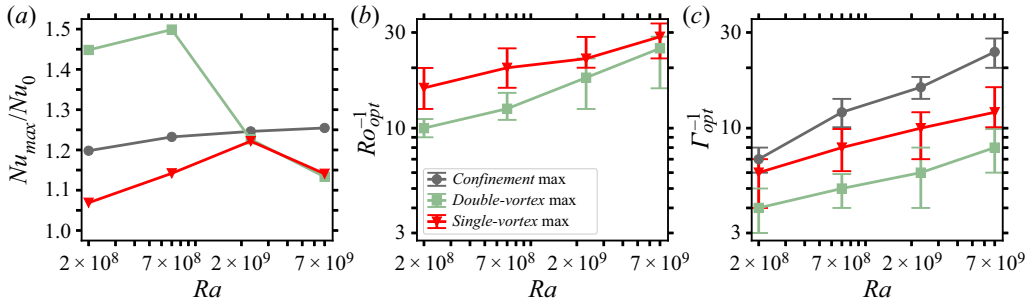 (a)
1.5
1.4
1.3
1.2
1.1
1.0
Nu_max/Nu_0
2 × 10^8
7 × 10^8
2 × 10^9
7 × 10^9
Ra
(b)
30
10
3
Ro_opt^−1
Confinement max
Double-vortex max
Single-vortex max
2 × 10^8
7 × 10^8
2 × 10^9
7 × 10^9
Ra
(c)
30
10
3
Γ_opt^−1
2 × 10^8
7 × 10^8
2 × 10^9
7 × 10^9
Ra